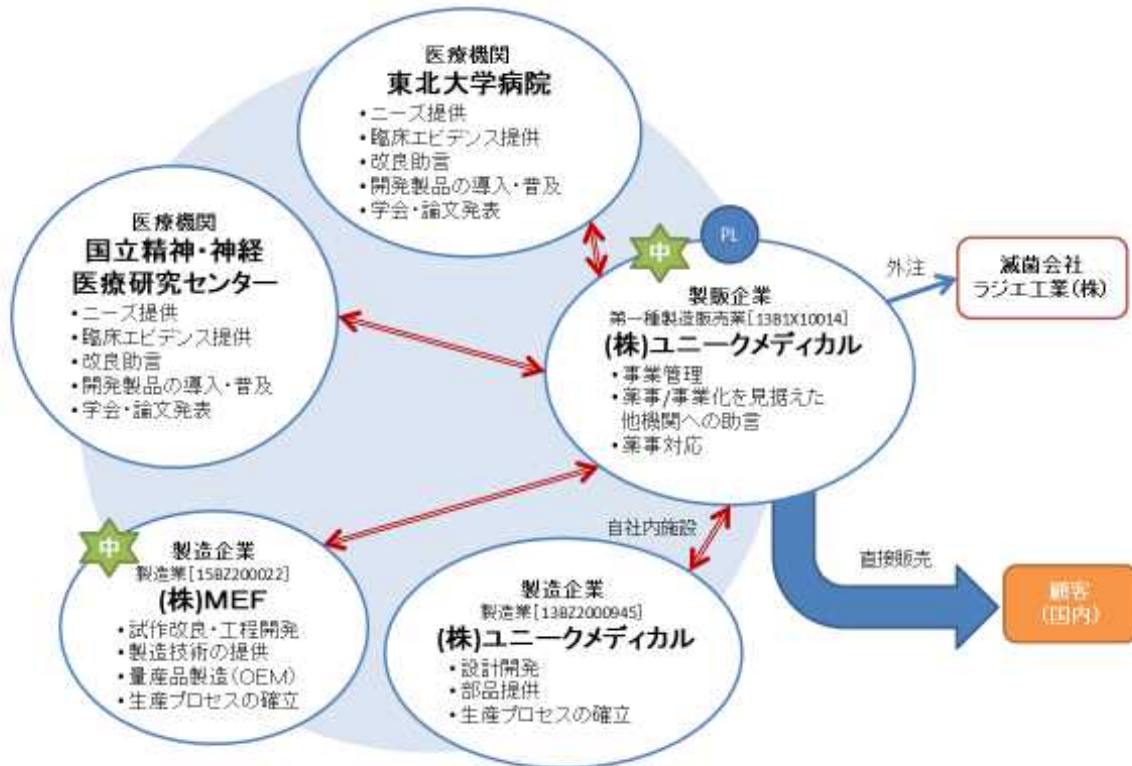 医療機関
東北大学病院
•ニーズ提供
•臨床エビデンス提供
•改良助言
•開発製品の導入・普及
•学会・論文発表
医療機関
国立精神・神経
医療研究センター
•ニーズ提供
•臨床エビデンス提供
•改良助言
•開発製品の導入・普及
•学会・論文発表
中
PL
製販企業
第一種製造販売業[13B1X10014]
(株)ユニークメディカル
•事業管理
•薬事/事業化を見据えた
他機関への助言
•薬事対応
外注
滅菌会社
ラジエ工業(株)
中
製造企業
製造業[15BZ200022]
(株)MEF
•試作改良・工程開発
•製造技術の提供
•量産品製造(OEM)
•生産プロセスの確立
自社内施設
製造企業
製造業[13BZ2000945]
(株)ユニークメディカル
•設計開発
•部品提供
•生産プロセスの確立
直接販売
顧客
(国内)